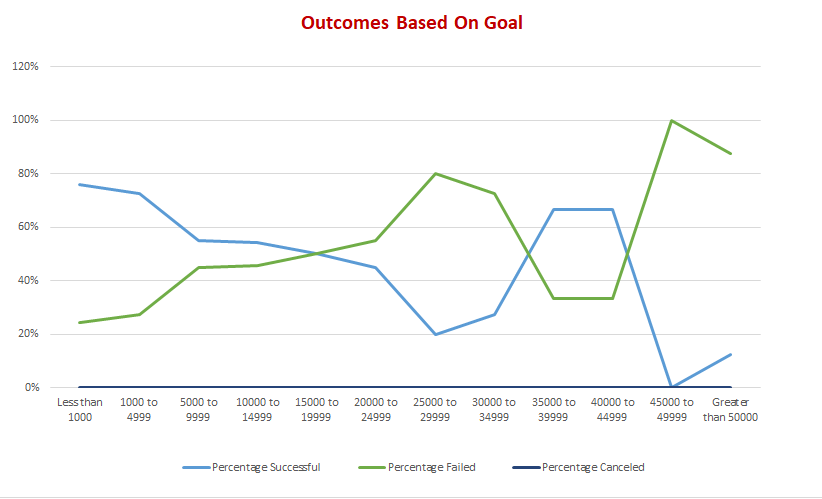 Outcomes Based On Goal
120%
100%
80%
60%
40%
20%
0%
Less than 1000 to 5000 to 10000 to 15000 to 20000 to 25000 to 30000 to 35000 to 40000 to 45000 to Greater
1000 4999 9999 14999 19999 24999 29999 34999 39999 44999 49999 than 50000
Percentage Successful Percentage Failed Percentage Canceled